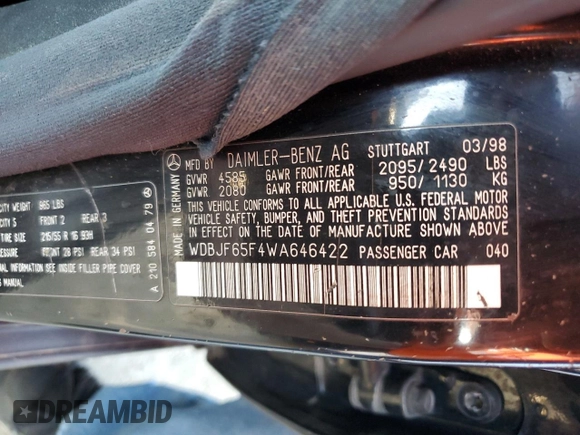 CITY WEIGHT 865 LBS
CITY 5 FRONT 2 REAR 3
TIRE SIZE 215/55 R 16 93H
PRESSURE FRONT 28 PSI REAR 34 PSI
INFORMATION SEE INSIDE FILLER PIPE COVER
S MANUAL
A 210 584 04 79
MADE IN GERMANY
MFD BY DAIMLER-BENZ AG STUTTGART 03/98
GVWR 4585 GAWR FRONT/REAR 2095/2490 LBS
GVWR 2080 GAWR FRONT/REAR 950/1130 KG
THIS VEHICLE CONFORMS TO ALL APPLICABLE U.S. FEDERAL MOTOR
VEHICLE SAFETY, BUMPER, AND THEFT PREVENTION STANDARDS
IN EFFECT ON THE DATE OF MANUFACTURE SHOWN ABOVE.
WDBJF65F4WA646422 PASSENGER CAR 040
DREAMBID